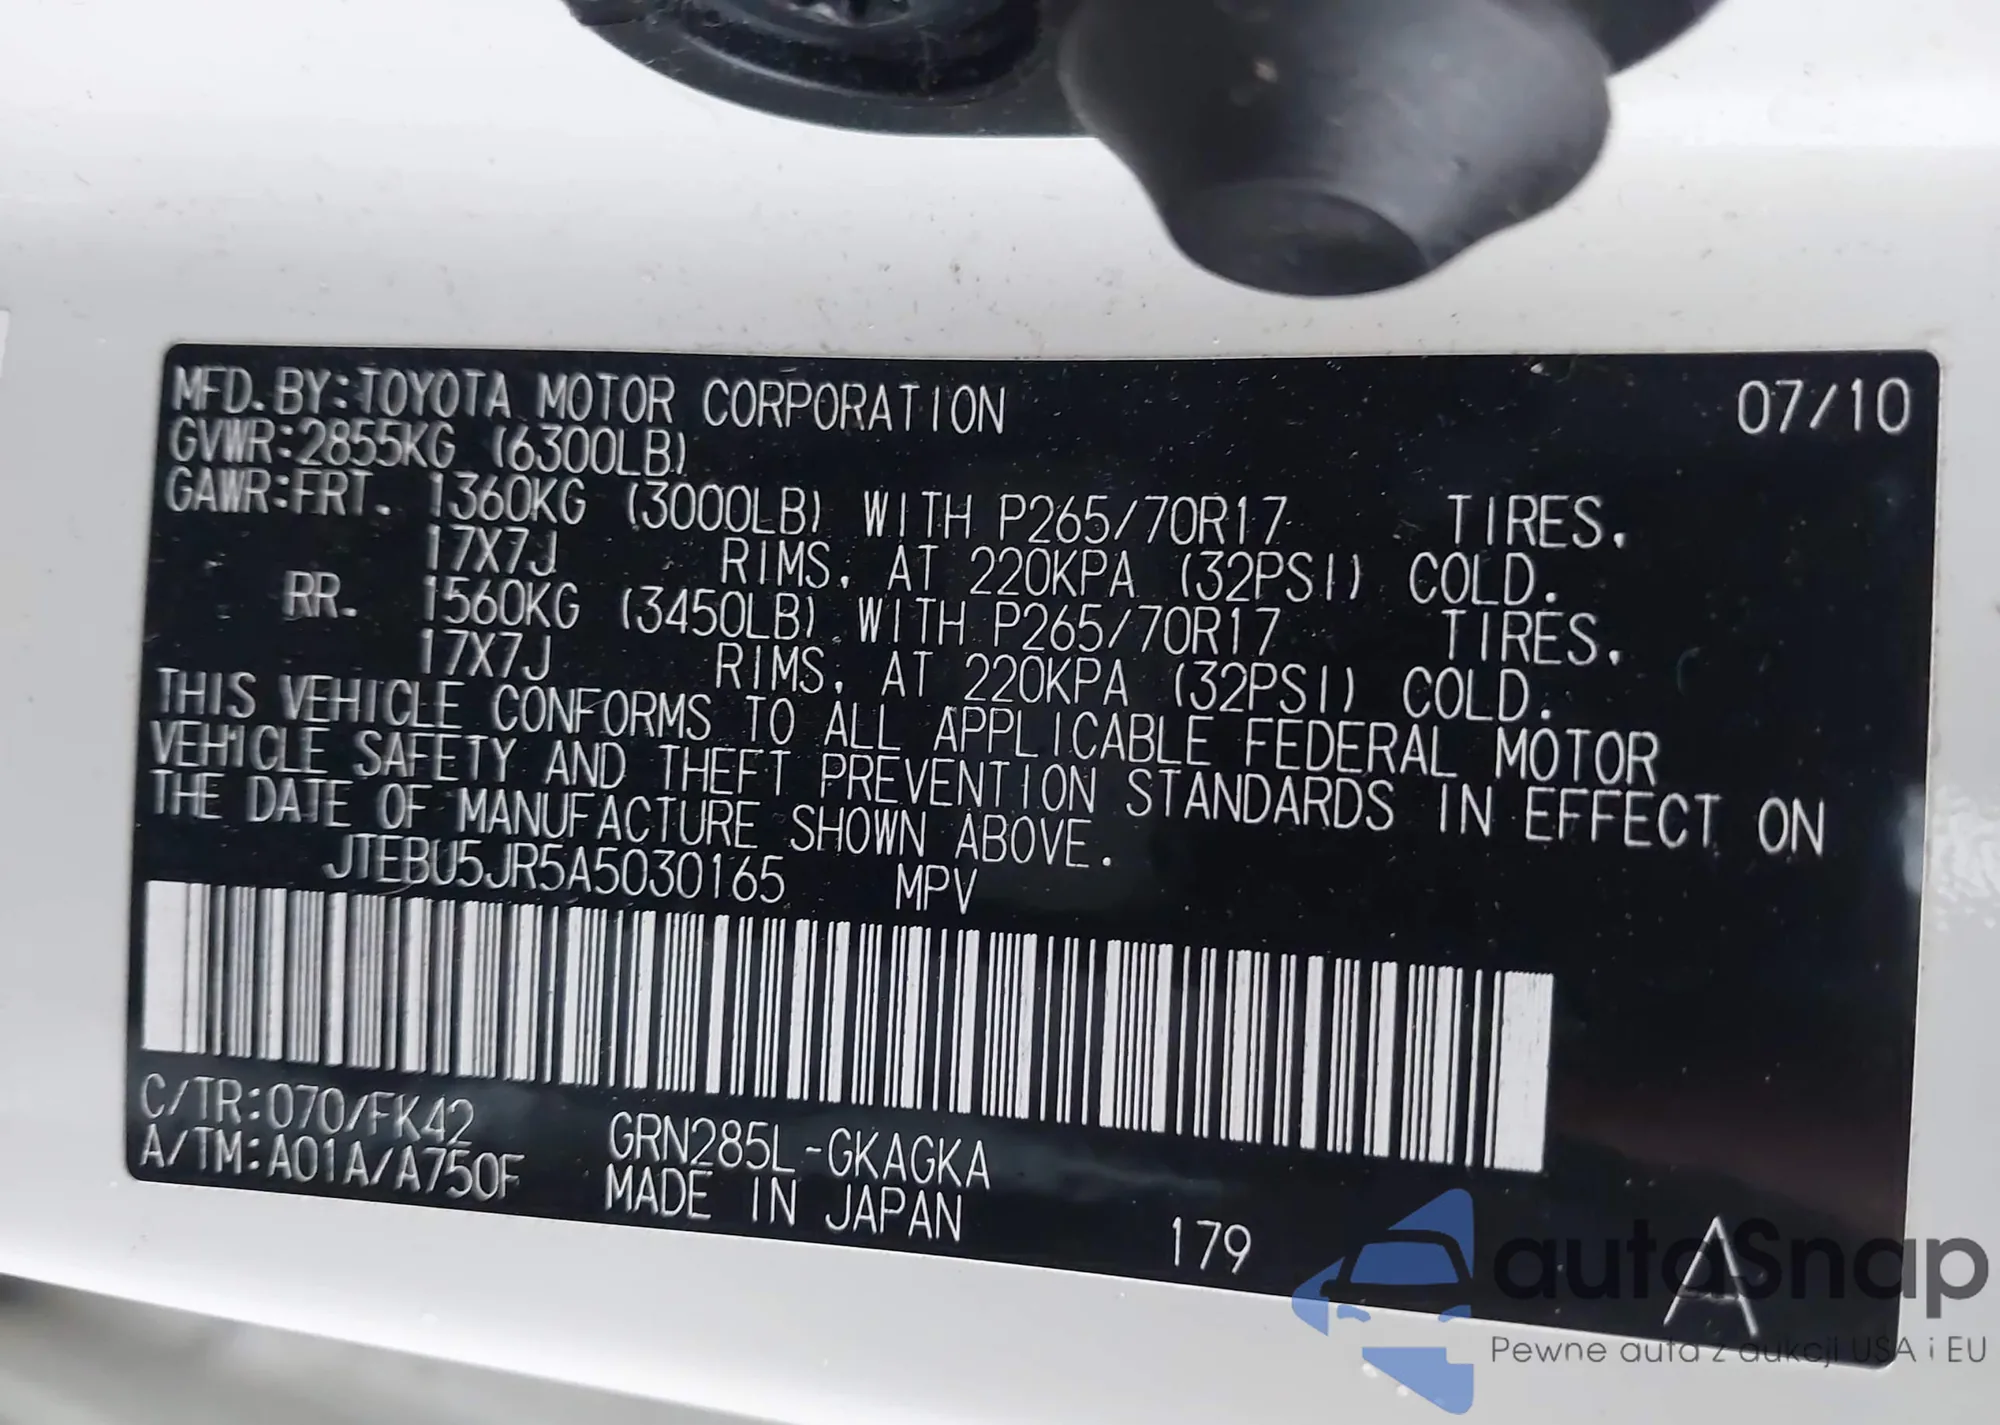 MFD. BY: TOYOTA MOTOR CORPORATION 07/10
GVWR: 2855KG (6300LB)
GAWR: FRT. 1360KG (3000LB) WITH P265/70R17 TIRES,
17X7J RIMS, AT 220KPA (32PSI) COLD.
RR. 1560KG (3450LB) WITH P265/70R17 TIRES,
17X7J RIMS, AT 220KPA (32PSI) COLD.
THIS VEHICLE CONFORMS TO ALL APPLICABLE FEDERAL MOTOR
VEHICLE SAFETY AND THEFT PREVENTION STANDARDS IN EFFECT ON
THE DATE OF MANUFACTURE SHOWN ABOVE.
JTEBU5JR5A5030165 MPV
C/TR: 070/FK42
A/TM: A01A/A750F
GRN285L-GKAGKA
MADE IN JAPAN
179
A
autoSnap
Pewne auta z aukcji USA i EU